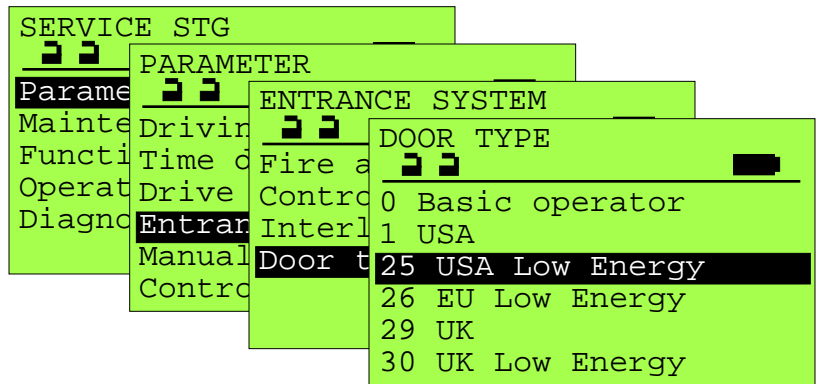 SERVICE STG
Parame
Mainte
Functi
Operat
Diagno
PARAMETER
Drivin
Time d
Drive
Entran
Manual
Contro
ENTRANCE SYSTEM
Fire a
Contro
Interl
Door t
DOOR TYPE
0 Basic operator
1 USA
25 USA Low Energy
26 EU Low Energy
29 UK
30 UK Low Energy